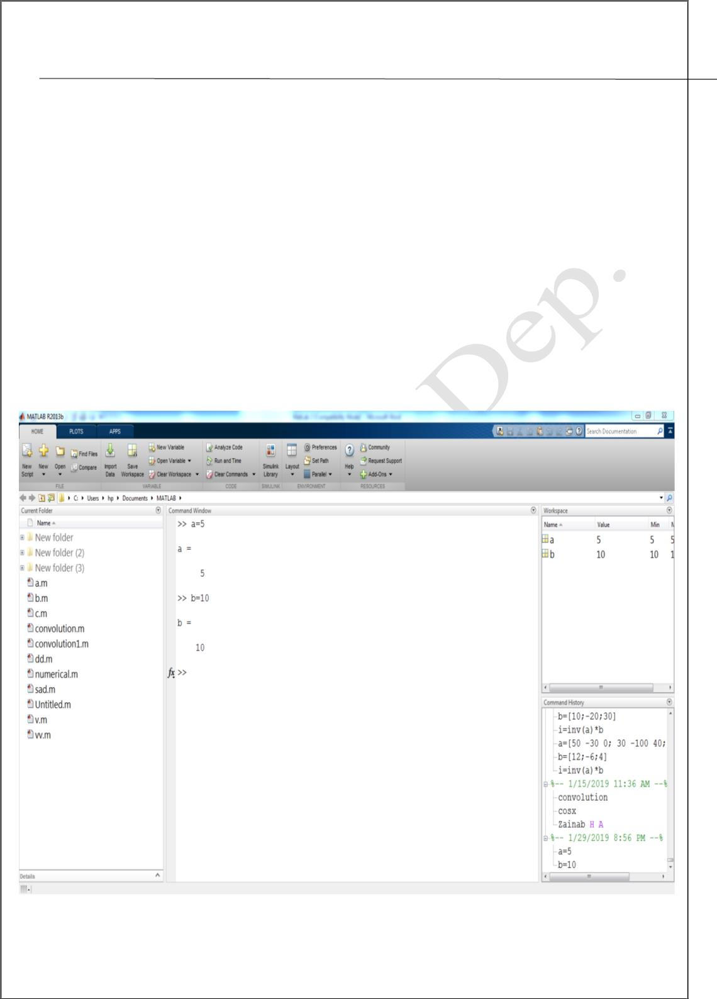 Dep.
MATLAB R2013b
HOME PLOTS APPS
Search Documentation
New Script
New
Open
Find Files
Compare
FILE
Import Data
Save Workspace
New Variable
Open Variable
Clear Workspace
VARIABLE
Analyze Code
Run and Time
Clear Commands
CODE
Simulink Library
SIMULINK
Layout
Preferences
Set Path
Parallel
ENVIRONMENT
Help
Community
Request Support
Add-Ons
RESOURCES
C: Users hp Documents MATLAB
Current Folder
Name
New folder
New folder (2)
New folder (3)
a.m
b.m
c.m
convolution.m
convolution1.m
dd.m
numerical.m
sad.m
Untitled.m
v.m
vv.m
Details
Command Window
>> a=5
a =
5
>> b=10
b =
10
fx >>
Workspace
Name Value Min M
a 5 5 5
b 10 10 1
Command History
b=[10;-20;30]
i=inv(a)*b
a=[50 -30 0; 30 -100 40;
b=[12;-6;4]
i=inv(a)*b
%-- 1/15/2019 11:36 AM --%
convolution
cosx
Zainab H A
%-- 1/29/2019 8:56 PM --%
a=5
b=10